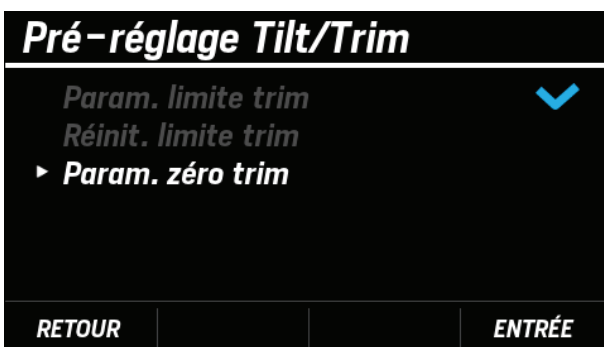 Pré-réglage Tilt/Trim
Param. limite trim
Réinit. limite trim
Param. zéro trim
RETOUR ENTRÉE